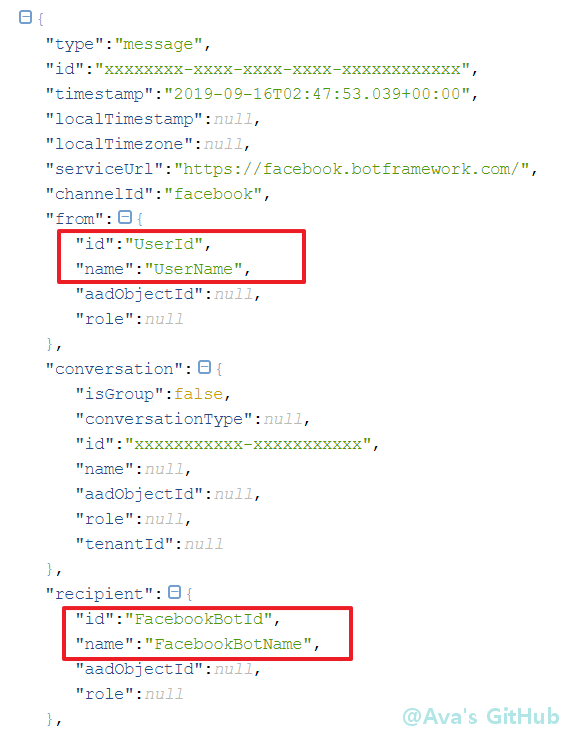 {
"type":"message",
"id":"xxxxxxxx-xxxx-xxxx-xxxx-xxxxxxxxxxxx",
"timestamp":"2019-09-16T02:47:53.039+00:00",
"localTimestamp":null,
"localTimezone":null,
"serviceUrl":"https://facebook.botframework.com/",
"channelId":"facebook",
"from":{
"id":"UserId",
"name":"UserName",
"aadObjectId":null,
"role":null
},
"conversation":{
"isGroup":false,
"conversationType":null,
"id":"xxxxxxxxxxx-xxxxxxxxxxx",
"name":null,
"aadObjectId":null,
"role":null,
"tenantId":null
},
"recipient":{
"id":"FacebookBotId",
"name":"FacebookBotName",
"aadObjectId":null,
"role":null
},
@Ava's GitHub